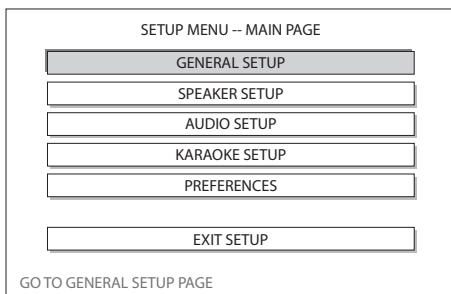 SETUP MENU -- MAIN PAGE
GENERAL SETUP
SPEAKER SETUP
AUDIO SETUP
KARAOKE SETUP
PREFERENCES
EXIT SETUP
GO TO GENERAL SETUP PAGE